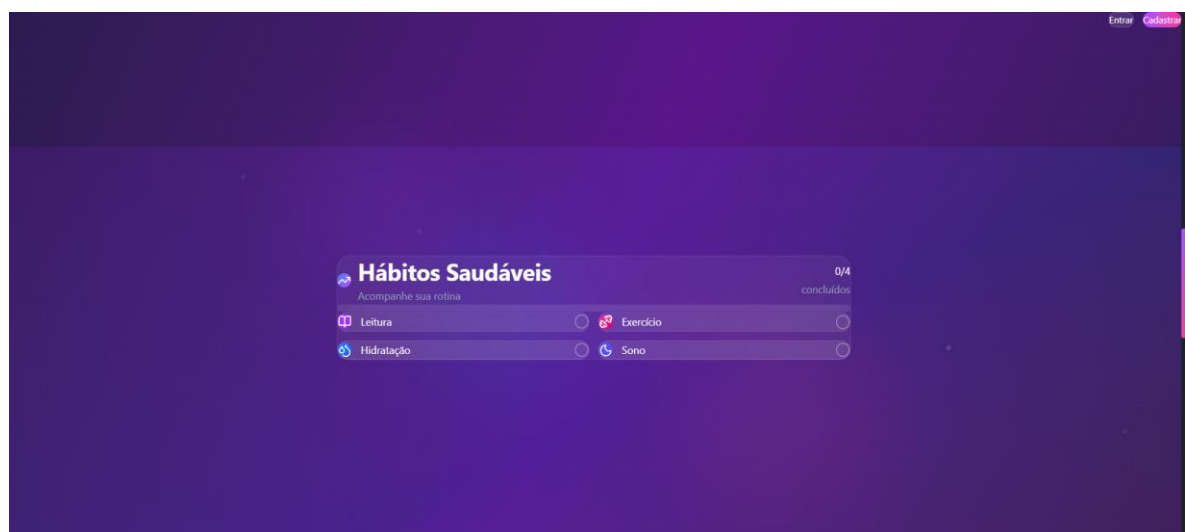 Entrar Cadastrar
Hábitos Saudáveis
0/4
Acompanhe sua rotina
concluídos
Leitura
Exercício
Hidratação
Sono